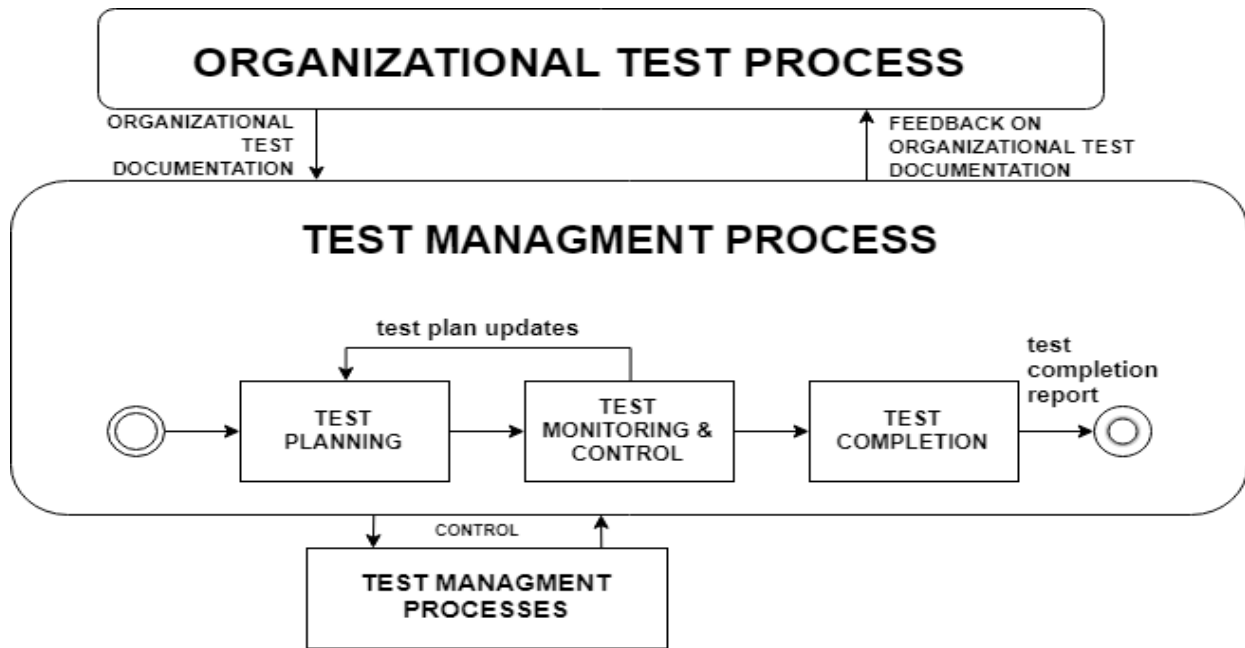 ORGANIZATIONAL TEST PROCESS
ORGANIZATIONAL
TEST
DOCUMENTATION
FEEDBACK ON
ORGANIZATIONAL TEST
DOCUMENTATION
TEST MANAGMENT PROCESS
test plan updates
test
completion
report
TEST
PLANNING
TEST
MONITORING &
CONTROL
TEST
COMPLETION
CONTROL
TEST MANAGMENT
PROCESSES